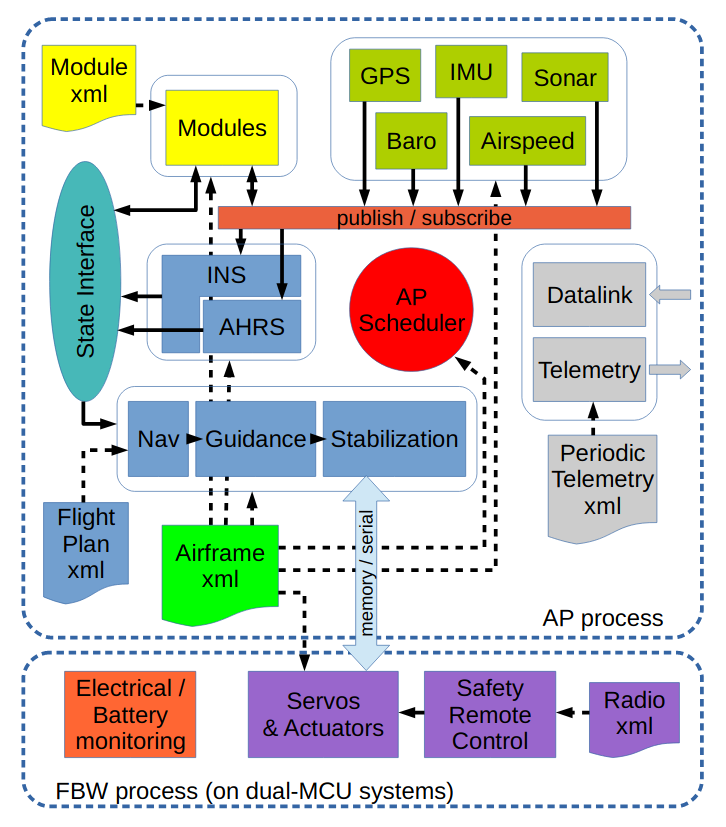 Module
xml
Modules
GPS
IMU
Sonar
Baro
Airspeed
publish / subscribe
State Interface
INS
AHRS
AP
Scheduler
Datalink
Telemetry
Nav
Guidance
Stabilization
Periodic
Telemetry
xml
Flight
Plan
xml
Airframe
xml
memory / serial
AP process
Electrical /
Battery
monitoring
Servos
& Actuators
Safety
Remote
Control
Radio
xml
FBW process (on dual-MCU systems)